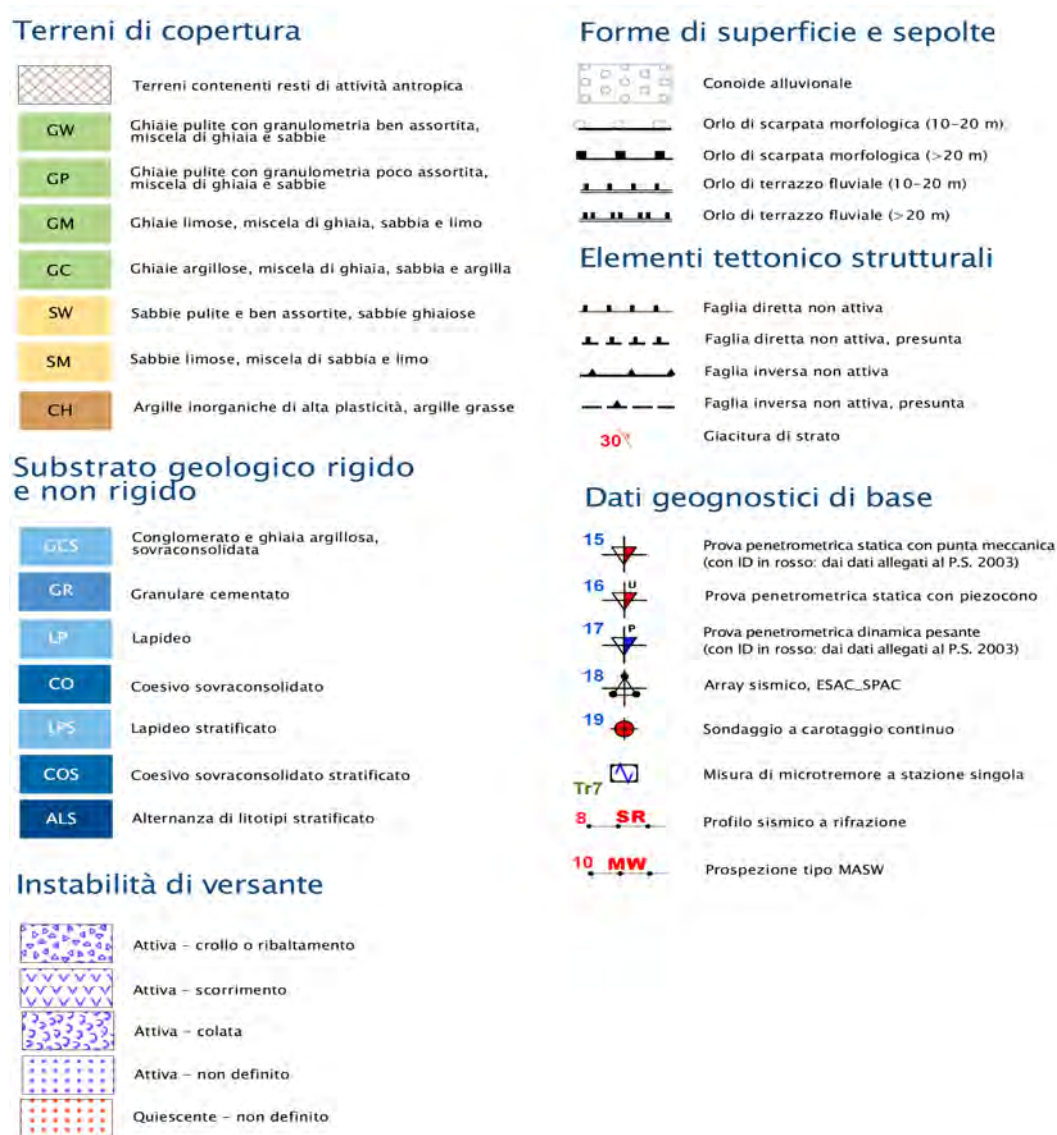 Terreni di copertura
Terreni contenenti resti di attività antropica
GW
Ghiaie pulite con granulometria ben assortita,
miscela di ghiaia e sabbie
GP
Ghiaie pulite con granulometria poco assortita,
miscela di ghiaia e sabbie
GM
Ghiaie limose, miscela di ghiaia, sabbia e limo
GC
Ghiaie argillose, miscela di ghiaia, sabbia e argilla
SW
Sabbie pulite e ben assortite, sabbie ghiaiose
SM
Sabbie limose, miscela di sabbia e limo
CH
Argille inorganiche di alta plasticità, argille grasse
Substrato geologico rigido
e non rigido
GCS
Conglomerato e ghiaia argillosa,
sovraconsolidata
GR
Granulare cementato
LP
Lapideo
CO
Coesivo sovraconsolidato
LPS
Lapideo stratificato
COS
Coesivo sovraconsolidato stratificato
ALS
Alternanza di litotipi stratificato
Instabilità di versante
Attiva – crollo o ribaltamento
Attiva – scorrimento
Attiva – colata
Attiva – non definito
Quiescente – non definito
Forme di superficie e sepolte
Conoide alluvionale
Orlo di scarpata morfologica (10-20 m)
Orlo di scarpata morfologica (>20 m)
Orlo di terrazzo fluviale (10-20 m)
Orlo di terrazzo fluviale (>20 m)
Elementi tettonico strutturali
Faglia diretta non attiva
Faglia diretta non attiva, presunta
Faglia inversa non attiva
Faglia inversa non attiva, presunta
30
Giacitura di strato
Dati geognostici di base
15
Prova penetrometrica statica con punta meccanica
(con ID in rosso: dai dati allegati al P.S. 2003)
16 U
Prova penetrometrica statica con piezocono
17 P
Prova penetrometrica dinamica pesante
(con ID in rosso: dai dati allegati al P.S. 2003)
18
Array sismico, ESAC_SPAC
19
Sondaggio a carotaggio continuo
Tr7
Misura di microtremore a stazione singola
8 SR
Profilo sismico a rifrazione
10 MW
Prospezione tipo MASW